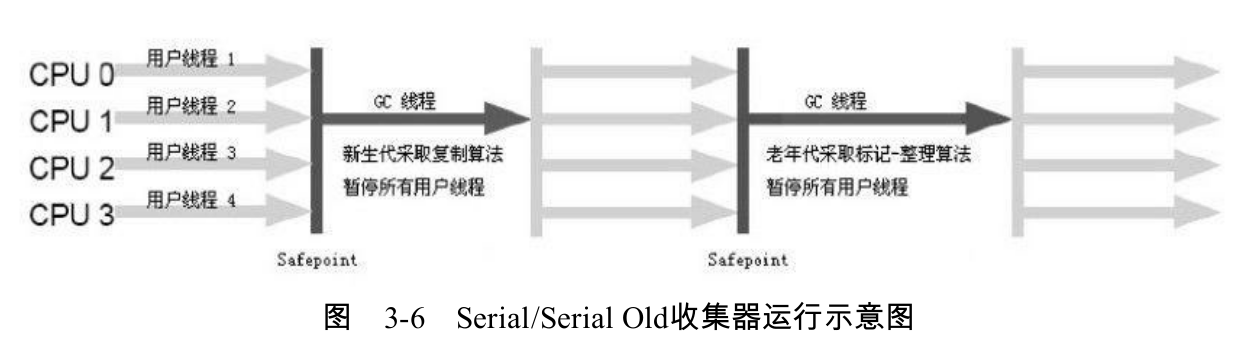 CPU 0 用户线程 1
CPU 1 用户线程 2
CPU 2 用户线程 3
CPU 3 用户线程 4
Safepoint
GC 线程
新生代采取复制算法
暂停所有用户线程
Safepoint
GC 线程
老年代采取标记-整理算法
暂停所有用户线程
图 3-6 Serial/Serial Old收集器运行示意图